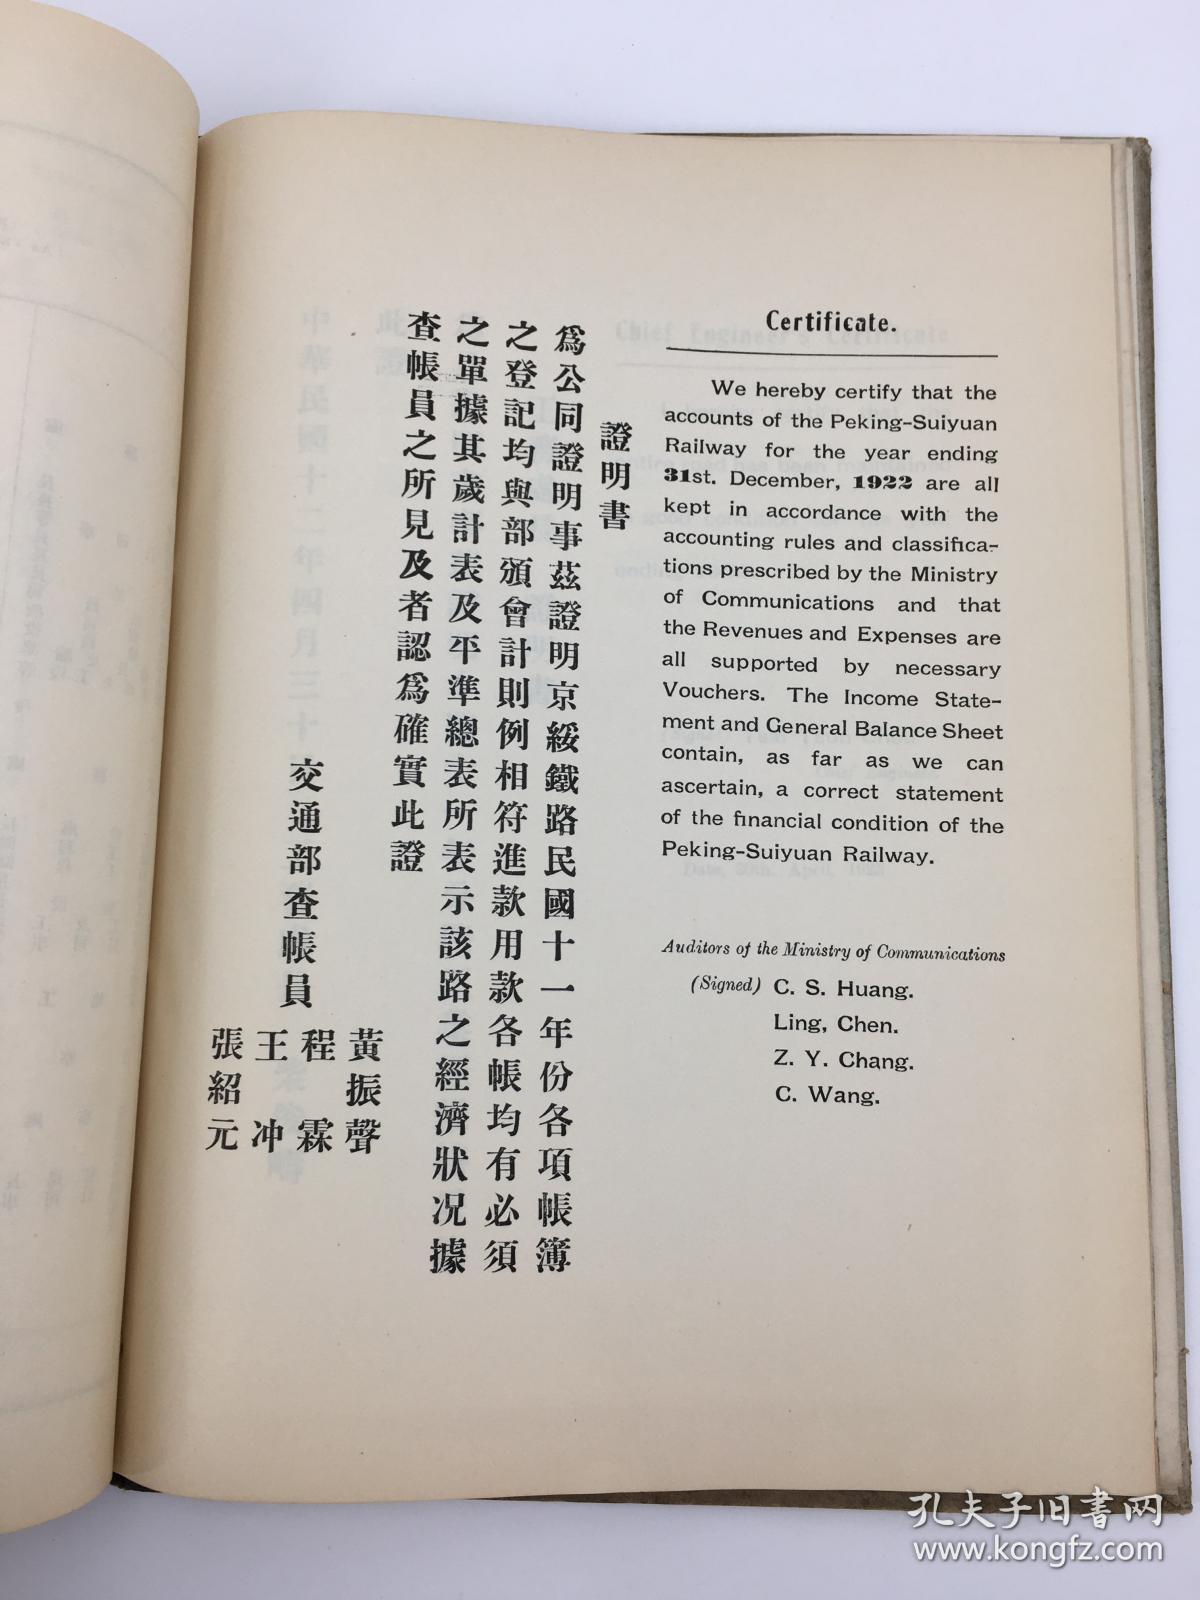 Certificate.
We hereby certify that the
accounts of the Peking-Suiyuan
Railway for the year ending
31st. December, 1922 are all
kept in accordance with the
accounting rules and classifica-
tions prescribed by the Ministry
of Communications and that
the Revenues and Expenses are
all supported by necessary
Vouchers. The Income State-
ment and General Balance Sheet
contain, as far as we can
ascertain, a correct statement
of the financial condition of the
Peking-Suiyuan Railway.
Auditors of the Ministry of Communications
(Signed) C. S. Huang.
Ling, Chen.
Z. Y. Chang.
C. Wang.
證明書
爲公同證明事茲證明京綏鐵路民國十一年份各項帳簿
之登記均與部頒會計則例相符進款用款各帳均有必須
之單據其歲計表及平準總表所表示該路之經濟狀況據
查帳員之所見及者認爲確實此證
交通部查帳員
黃振聲
程霖
王冲
張紹元
孔夫子旧书网
www.kongfz.com